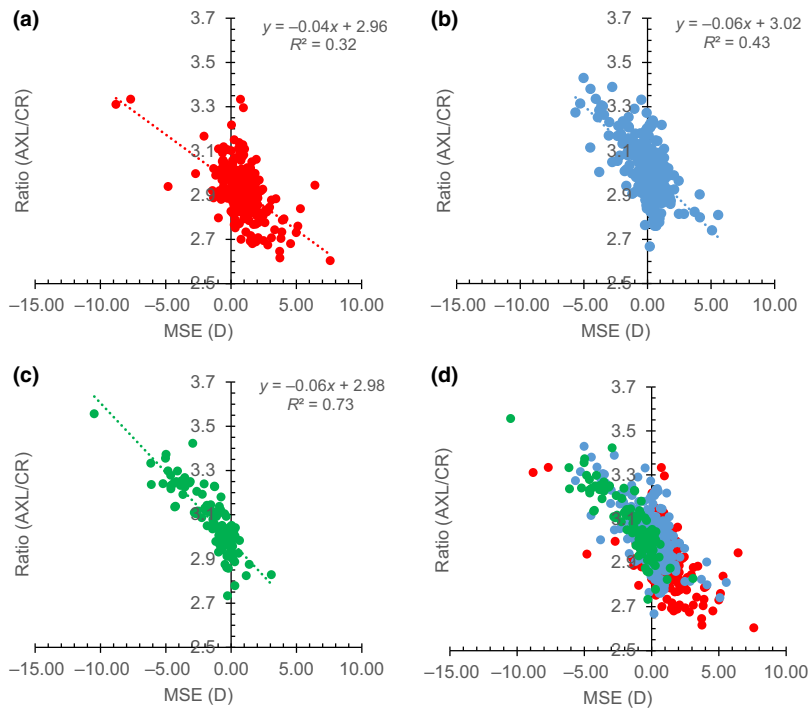 (a)
y = –0.04x + 2.96
R² = 0.32
3.7
3.5
3.3
3.1
2.9
2.7
2.5
Ratio (AXL/CR)
–15.00 –10.00 –5.00 0.00 5.00 10.00
MSE (D)
(b)
y = –0.06x + 3.02
R² = 0.43
3.7
3.5
3.3
3.1
2.9
2.7
2.5
Ratio (AXL/CR)
–15.00 –10.00 –5.00 0.00 5.00 10.00
MSE (D)
(c)
y = –0.06x + 2.98
R² = 0.73
3.7
3.5
3.3
3.1
2.9
2.7
2.5
Ratio (AXL/CR)
–15.00 –10.00 –5.00 0.00 5.00 10.00
MSE (D)
(d)
3.7
3.5
3.3
3.1
2.9
2.7
2.5
Ratio (AXL/CR)
–15.00 –10.00 –5.00 0.00 5.00 10.00
MSE (D)